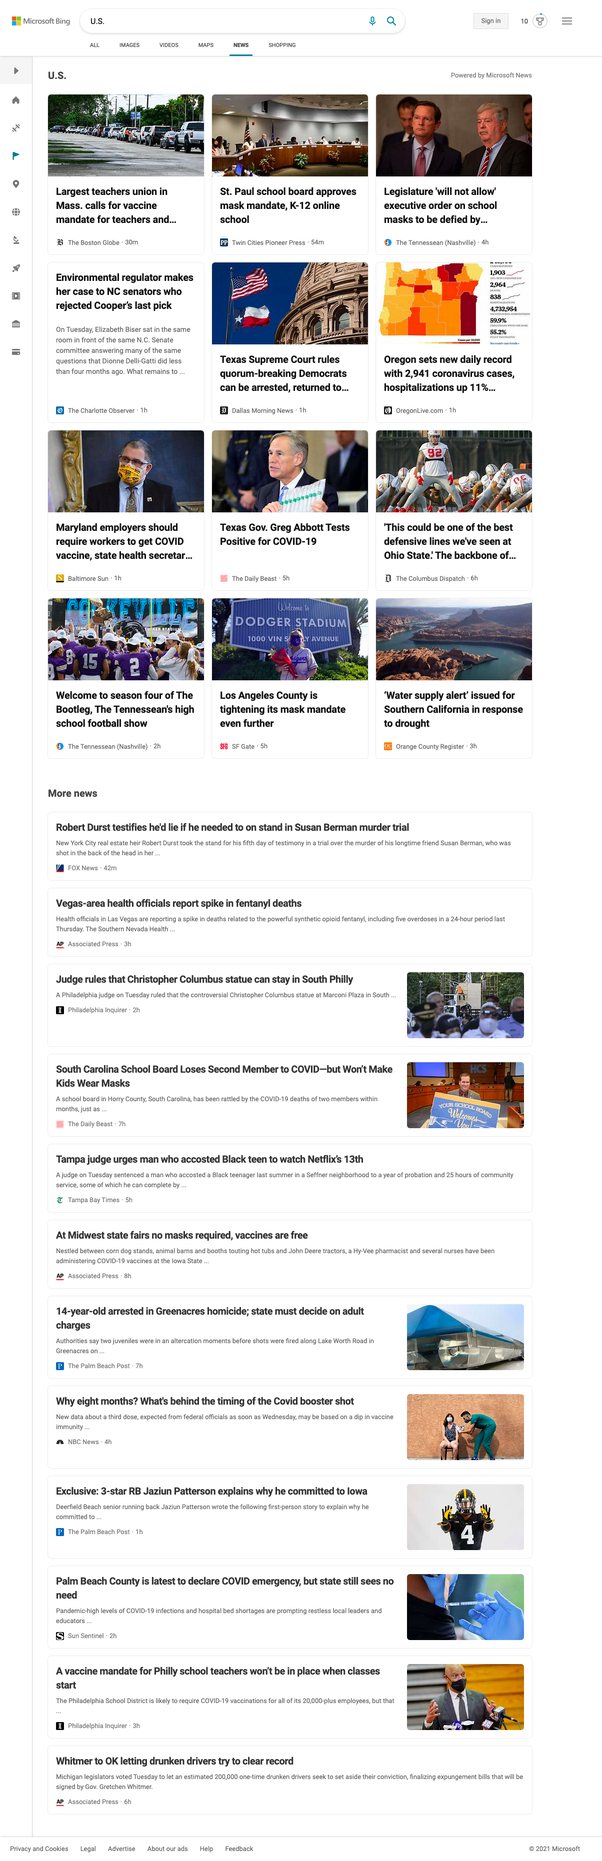 Microsoft Bing
U.S.
Sign in
10
ALL
IMAGES
VIDEOS
MAPS
NEWS
SHOPPING
U.S.
Powered by Microsoft News
Largest teachers union in
Mass. calls for vaccine
mandate for teachers and...
The Boston Globe · 30m
St. Paul school board approves
mask mandate, K-12 online
school
Twin Cities Pioneer Press · 54m
Legislature 'will not allow'
executive order on school
masks to be defied by...
The Tennessean (Nashville) · 4h
Environmental regulator makes
her case to NC senators who
rejected Cooper's last pick
On Tuesday, Elizabeth Biser sat in the same
room in front of the same N.C. Senate
committee answering many of the same
questions that Dionne Delli-Gatti did less
than four months ago. What remains to ...
The Charlotte Observer · 1h
Texas Supreme Court rules
quorum-breaking Democrats
can be arrested, returned to...
Dallas Morning News · 1h
1,903
2,964
838
4,732,954
59.9%
55.2%
Oregon sets new daily record
with 2,941 coronavirus cases,
hospitalizations up 11%...
OregonLive.com · 1h
Maryland employers should
require workers to get COVID
vaccine, state health secretar...
Baltimore Sun · 1h
Texas Gov. Greg Abbott Tests
Positive for COVID-19
The Daily Beast · 5h
92
'This could be one of the best
defensive lines we've seen at
Ohio State.' The backbone of...
The Columbus Dispatch · 6h
15
2
Welcome to season four of The
Bootleg, The Tennessean's high
school football show
The Tennessean (Nashville) · 2h
Welcome to
DODGER STADIUM
1000 VIN AVENUE
Los Angeles County is
tightening its mask mandate
even further
SF Gate · 5h
'Water supply alert' issued for
Southern California in response
to drought
Orange County Register · 3h
More news
Robert Durst testifies he'd lie if he needed to on stand in Susan Berman murder trial
New York City real estate heir Robert Durst took the stand for his fifth day of testimony in a trial over the murder of his longtime friend Susan Berman, who was
shot in the back of the head in her ...
FOX News · 42m
Vegas-area health officials report spike in fentanyl deaths
Health officials in Las Vegas are reporting a spike in deaths related to the powerful synthetic opioid fentanyl, including five overdoses in a 24-hour period last
Thursday. The Southern Nevada Health ...
AP Associated Press · 3h
Judge rules that Christopher Columbus statue can stay in South Philly
A Philadelphia judge on Tuesday ruled that the controversial Christopher Columbus statue at Marconi Plaza in South ...
Philadelphia Inquirer · 2h
South Carolina School Board Loses Second Member to COVID—but Won't Make
Kids Wear Masks
A school board in Horry County, South Carolina, has been rattled by the COVID-19 deaths of two members within
months, just as ...
The Daily Beast · 7h
HCS
YOUR SCHOOL BOARD
Welcomes
You!
Tampa judge urges man who accosted Black teen to watch Netflix's 13th
A judge on Tuesday sentenced a man who accosted a Black teenager last summer in a Seffner neighborhood to a year of probation and 25 hours of community
service, some of which he can complete by ...
Tampa Bay Times · 5h
At Midwest state fairs no masks required, vaccines are free
Nestled between corn dog stands, animal barns and booths touting hot tubs and John Deere tractors, a Hy-Vee pharmacist and several nurses have been
administering COVID-19 vaccines at the Iowa State ...
AP Associated Press · 8h
14-year-old arrested in Greenacres homicide; state must decide on adult
charges
Authorities say two juveniles were in an altercation moments before shots were fired along Lake Worth Road in
Greenacres on ...
The Palm Beach Post · 7h
Why eight months? What's behind the timing of the Covid booster shot
New data about a third dose, expected from federal officials as soon as Wednesday, may be based on a dip in vaccine
immunity ...
NBC News · 4h
Exclusive: 3-star RB Jaziun Patterson explains why he committed to Iowa
Deerfield Beach senior running back Jaziun Patterson wrote the following first-person story to explain why he
committed to ...
The Palm Beach Post · 1h
4
Palm Beach County is latest to declare COVID emergency, but state still sees no
need
Pandemic-high levels of COVID-19 infections and hospital bed shortages are prompting restless local leaders and
educators ...
Sun Sentinel · 2h
A vaccine mandate for Philly school teachers won't be in place when classes
start
The Philadelphia School District is likely to require COVID-19 vaccinations for all of its 20,000-plus employees, but that
...
Philadelphia Inquirer · 3h
Whitmer to OK letting drunken drivers try to clear record
Michigan legislators voted Tuesday to let an estimated 200,000 one-time drunken drivers seek to set aside their conviction, finalizing expungement bills that will be
signed by Gov. Gretchen Whitmer.
AP Associated Press · 6h
Privacy and Cookies
Legal
Advertise
About our ads
Help
Feedback
© 2021 Microsoft